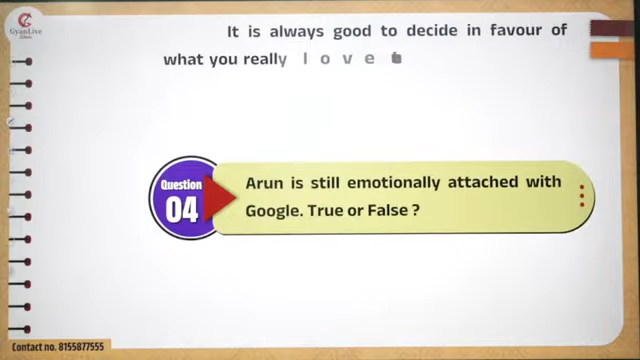 GyanLive
It is always good to decide in favour of
what you really love
Question
04
Arun is still emotionally attached with
Google. True or False ?
Contact no. 8155877555